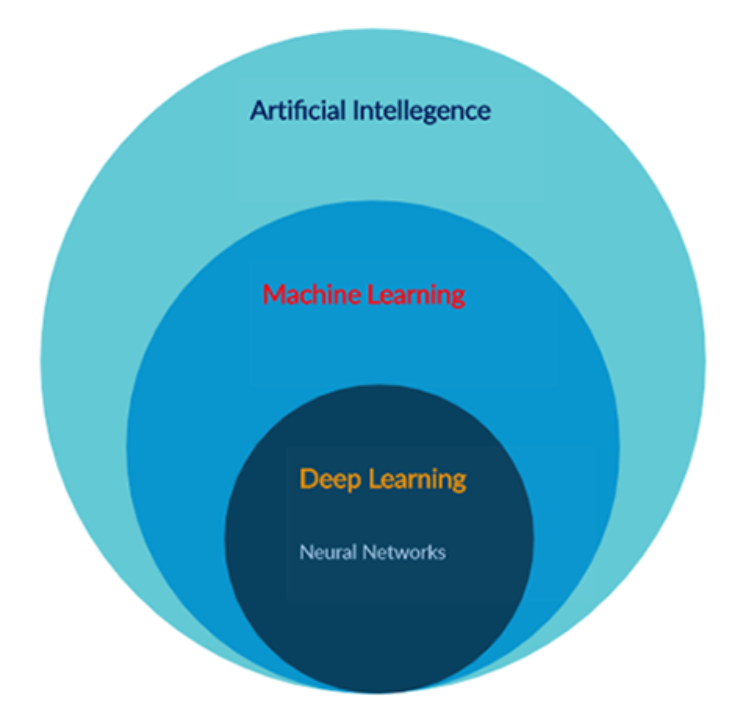 Artificial Intellegence
Machine Learning
Deep Learning
Neural Networks